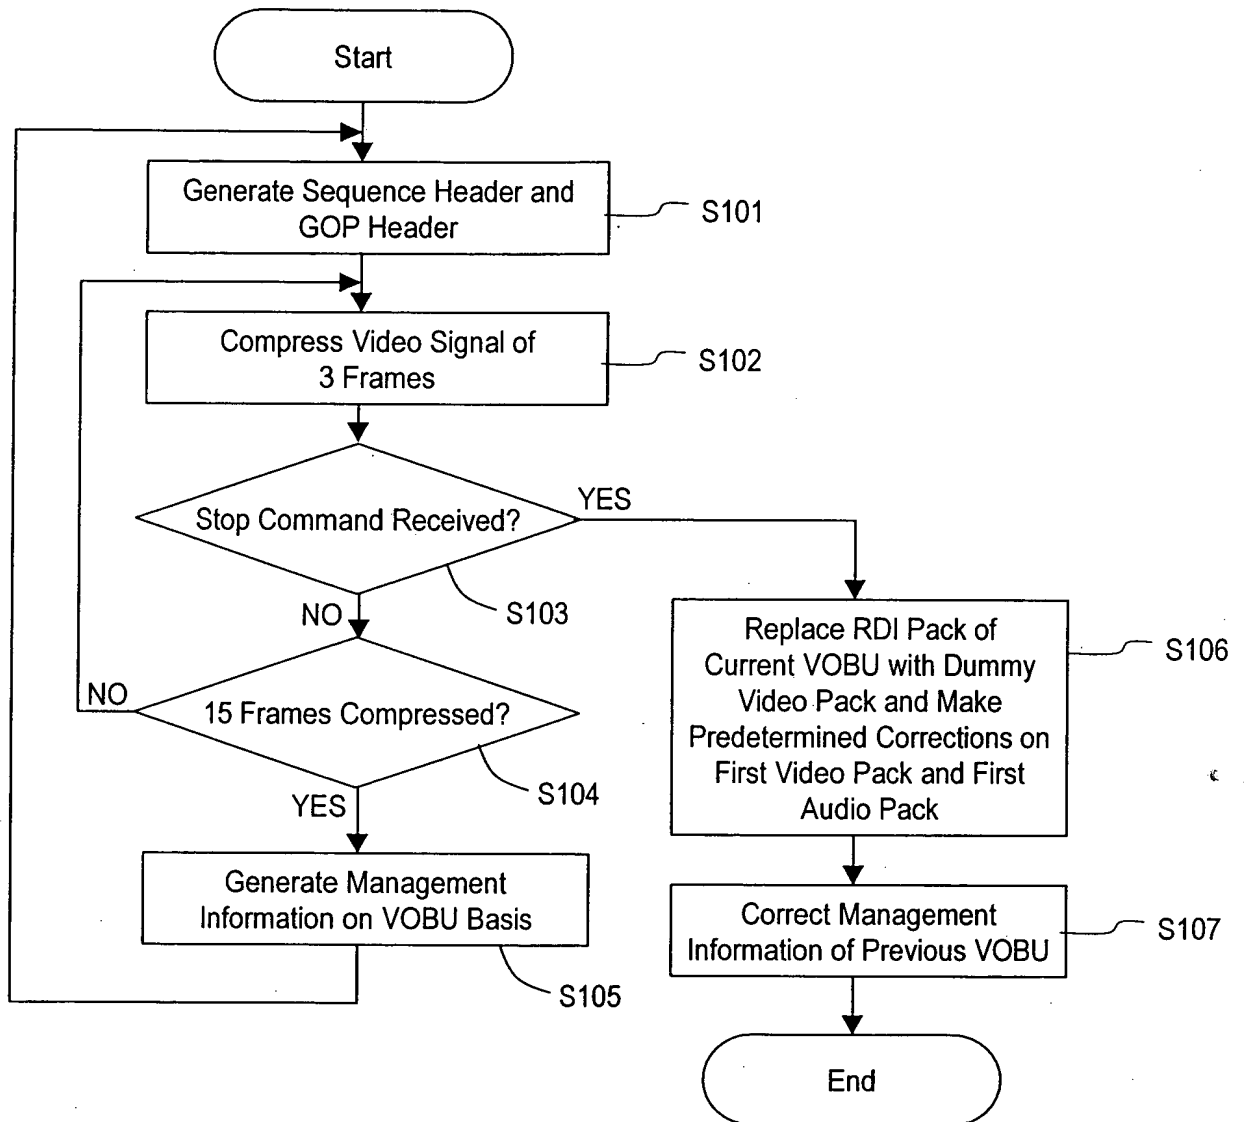 Start
Generate Sequence Header and
GOP Header
S101
Compress Video Signal of
3 Frames
S102
Stop Command Received?
YES
S103
NO
15 Frames Compressed?
NO
S104
YES
Generate Management
Information on VOBU Basis
S105
Replace RDI Pack of
Current VOBU with Dummy
Video Pack and Make
Predetermined Corrections on
First Video Pack and First
Audio Pack
S106
Correct Management
Information of Previous VOBU
S107
End